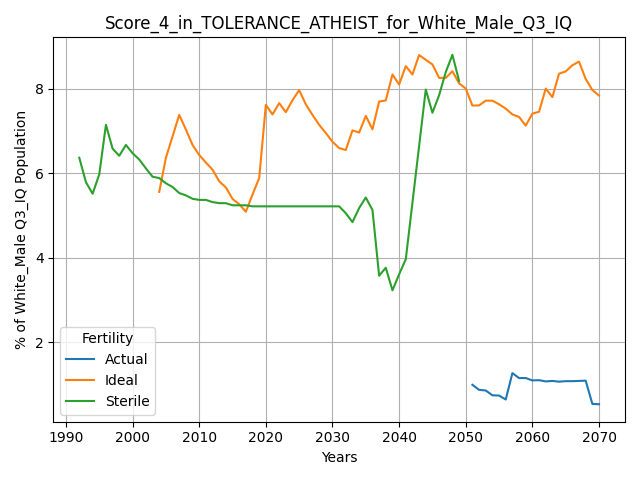 Score_4_in_TOLERANCE_ATHEIST_for_White_Male_Q3_IQ
% of White_Male Q3_IQ Population
8
6
4
2
Fertility
Actual
Ideal
Sterile
1990 2000 2010 2020 2030 2040 2050 2060 2070
Years